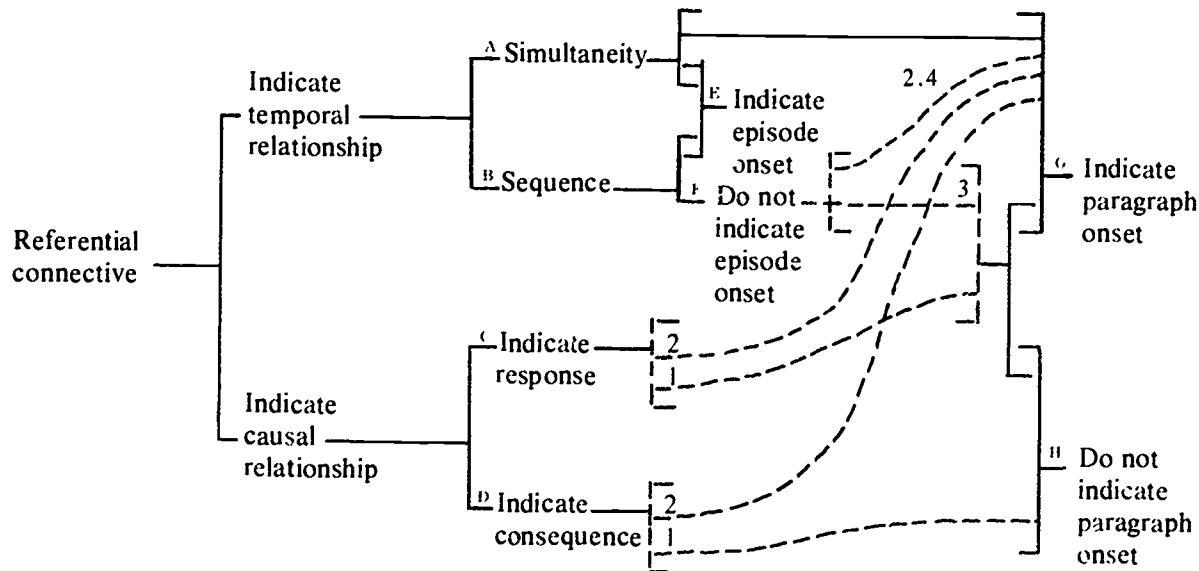 Referential
connective
Indicate
temporal
relationship
Indicate
causal
relationship
A Simultaneity
B Sequence
C Indicate
response
D Indicate
consequence
E Indicate
episode
onset
F Do not
indicate
episode
onset
2
1
2
1
2.4
3
G Indicate
paragraph
onset
H Do not
indicate
paragraph
onset